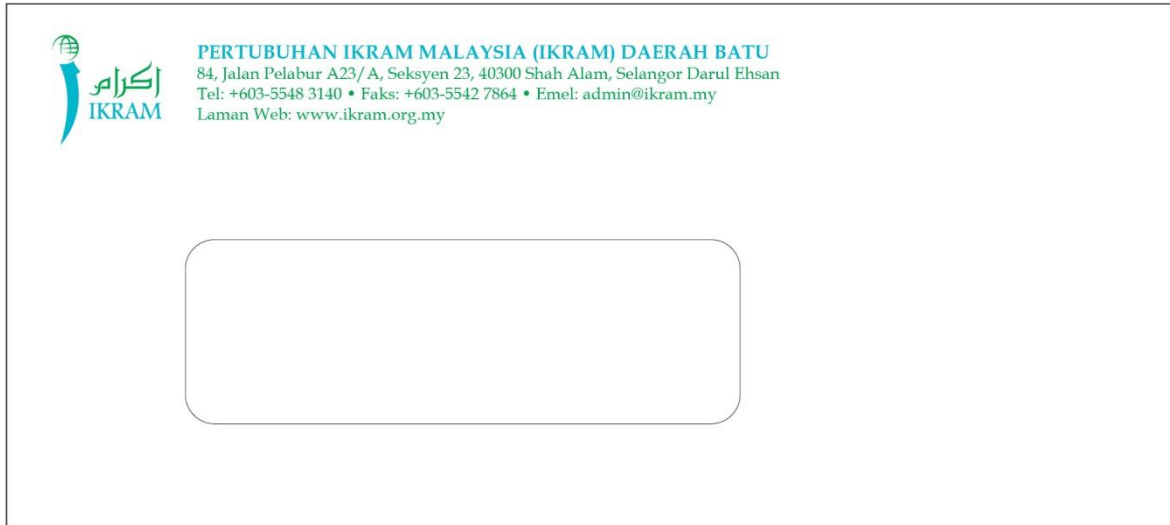 اكرام
IKRAM
PERTUBUHAN IKRAM MALAYSIA (IKRAM) DAERAH BATU
84, Jalan Pelabur A23/A, Seksyen 23, 40300 Shah Alam, Selangor Darul Ehsan
Tel: +603-5548 3140 • Faks: +603-5542 7864 • Emel: admin@ikram.my
Laman Web: www.ikram.org.my